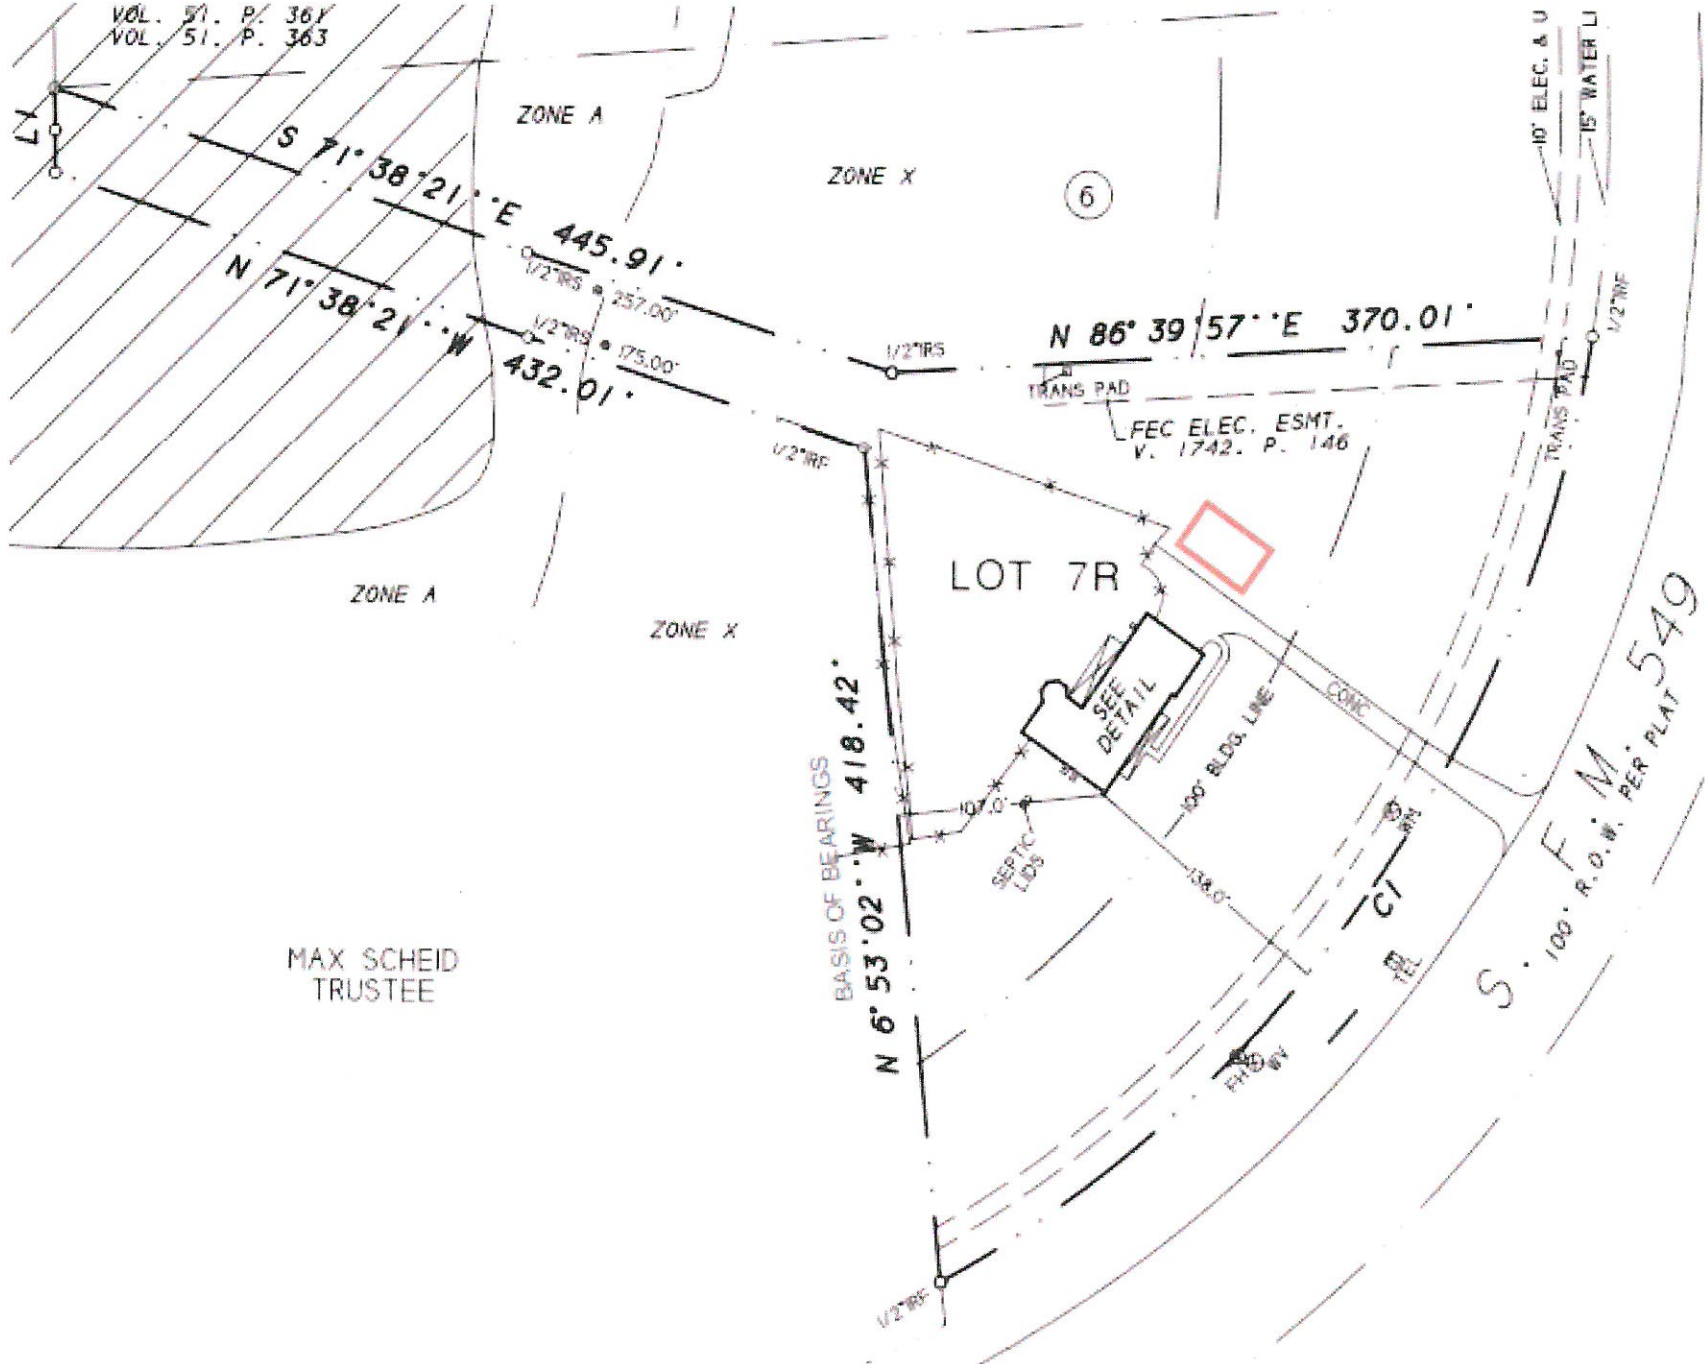 VOL. 51. P. 361
VOL. 51. P. 363
L7
ZONE A
ZONE X
6
10' ELEC. & U
15' WATER LI
S 71°38'21''E 445.91'
1/2"IRS @ 257.00'
N 71°38'21''W 432.01'
1/2"IRS @ 175.00'
1/2"IRS
N 86°39'57''E 370.01'
1/2"IRF
TRANS PAD
TRANS PAD
FEC ELEC. ESMT.
V. 1742. P. 146
1/2"IRF
LOT 7R
ZONE A
ZONE X
SEE
DETAIL
100' BLDG. LINE
CONC
S. F. M. 549
100' R.O.W. PER PLAT
BASIS OF BEARINGS
N 6°53'02''W 418.42'
107.0'
SEPTIC
LIDS
138.0'
WM
C1
TEL
FH
WV
MAX SCHEID
TRUSTEE
1/2"IRF